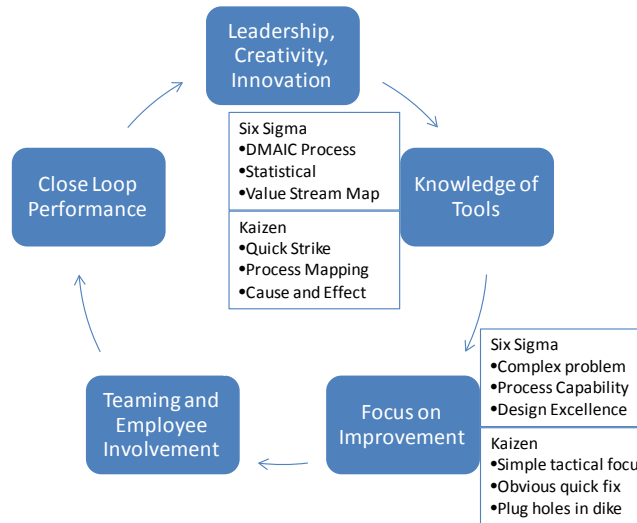 Leadership,
Creativity,
Innovation
Six Sigma
•DMAIC Process
•Statistical
•Value Stream Map
Kaizen
•Quick Strike
•Process Mapping
•Cause and Effect
Close Loop
Performance
Knowledge of
Tools
Six Sigma
•Complex problem
•Process Capability
•Design Excellence
Kaizen
•Simple tactical focu
•Obvious quick fix
•Plug holes in dike
Focus on
Improvement
Teaming and
Employee
Involvement